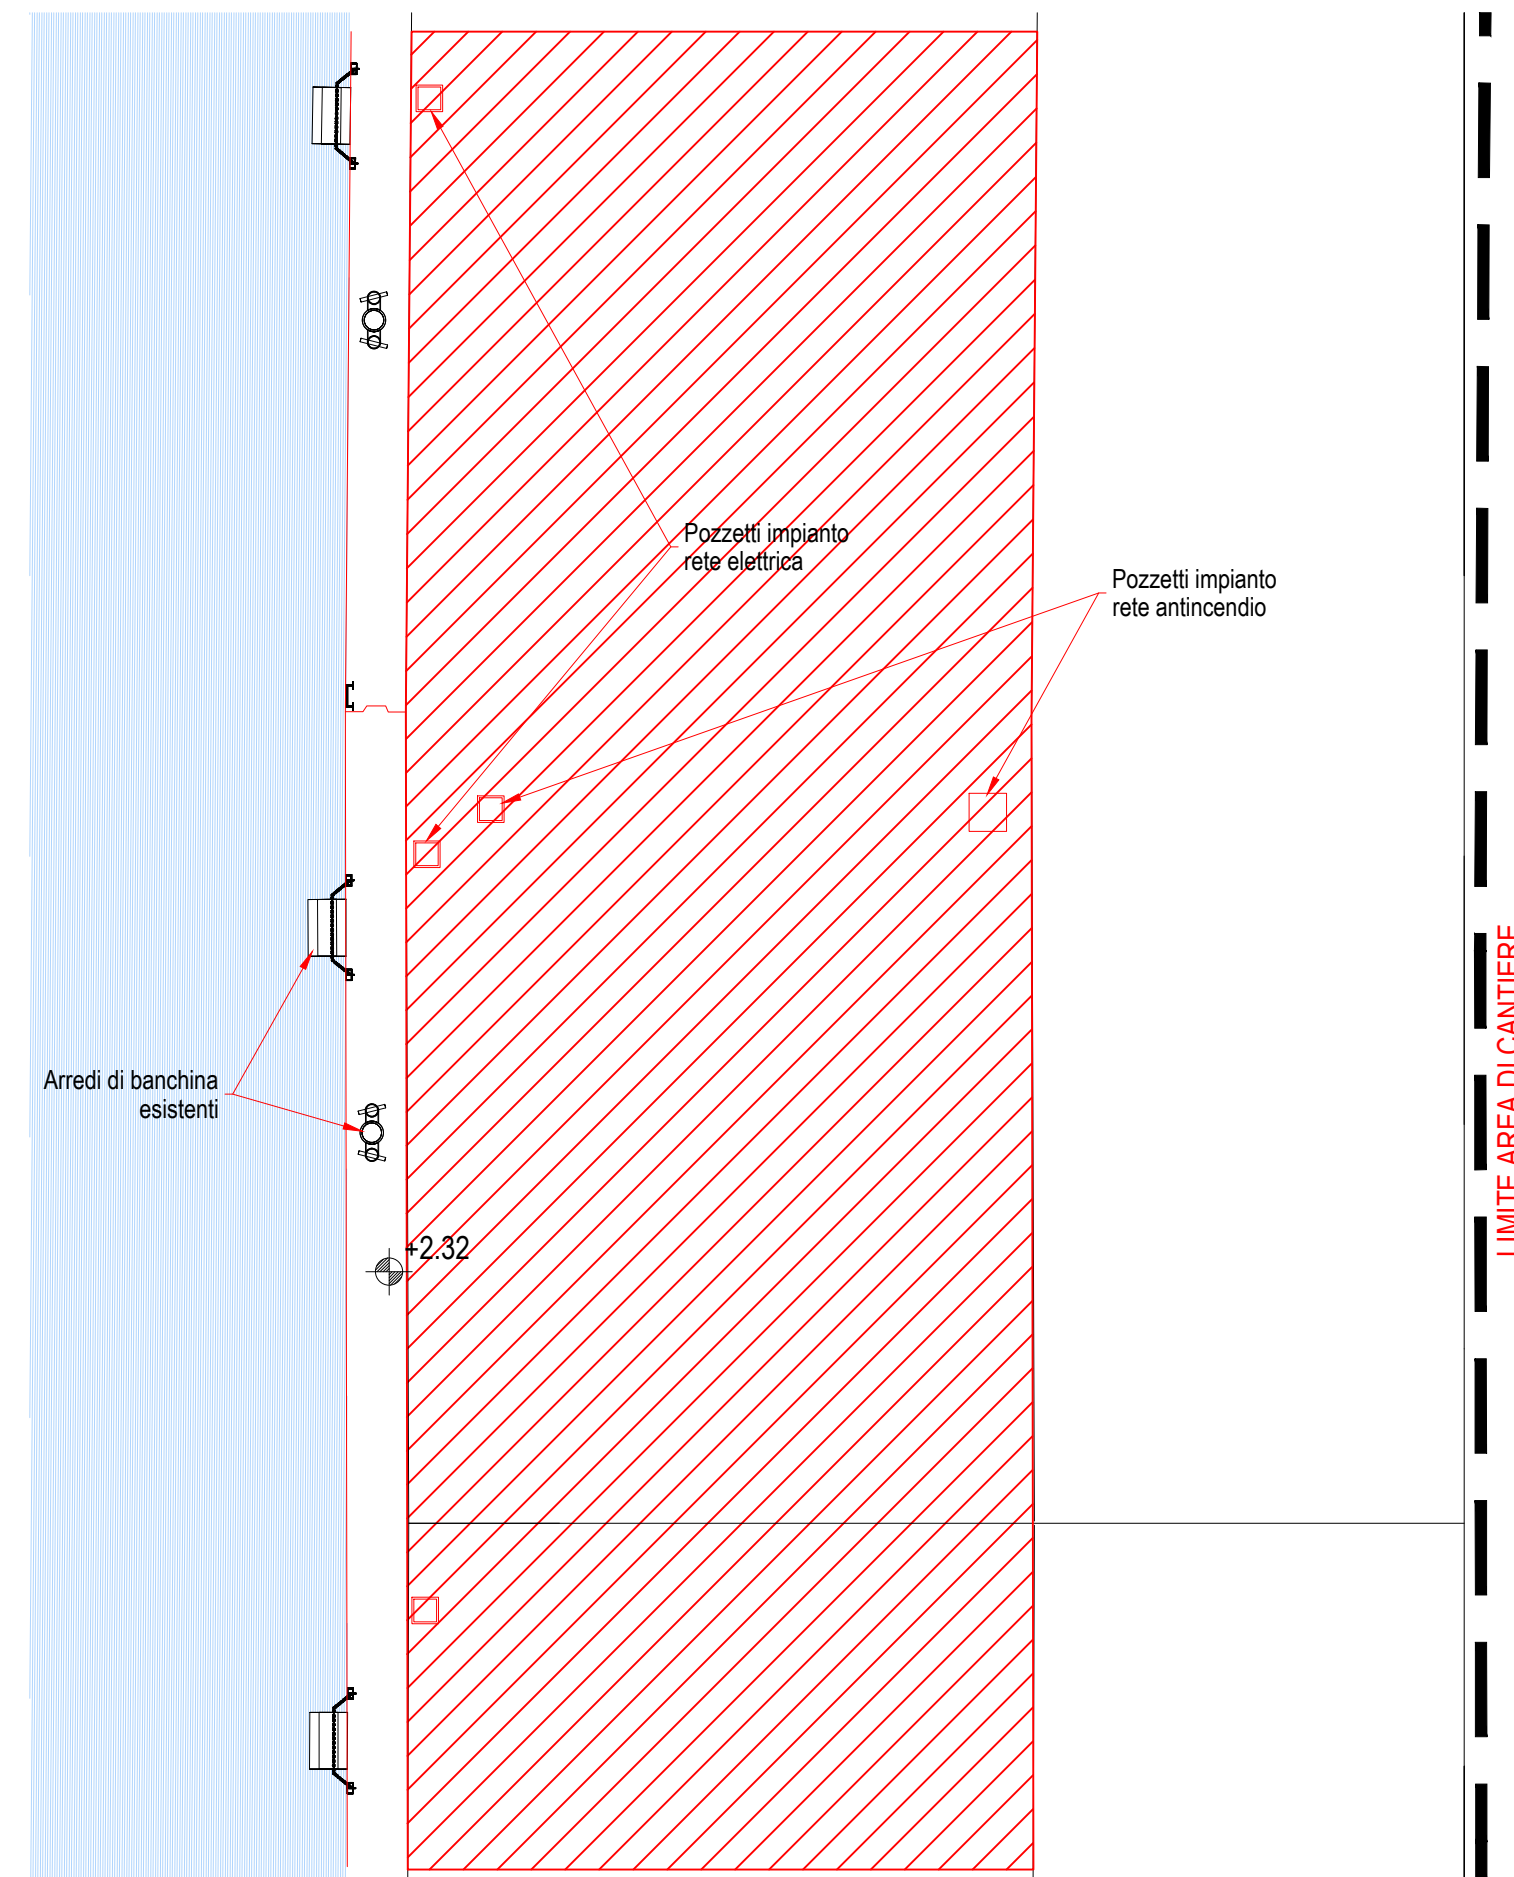 Pozzetti impianto
rete elettrica
Pozzetti impianto
rete antincendio
LIMITE AREA DI CANTIERE
Arredi di banchina
esistenti
+2.32